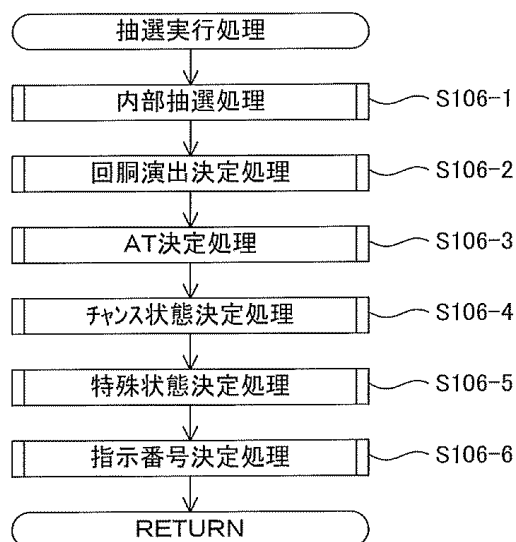 抽選実行処理
内部抽選処理 S106-1
回胴演出決定処理 S106-2
AT決定処理 S106-3
チャンス状態決定処理 S106-4
特殊状態決定処理 S106-5
指示番号決定処理 S106-6
RETURN